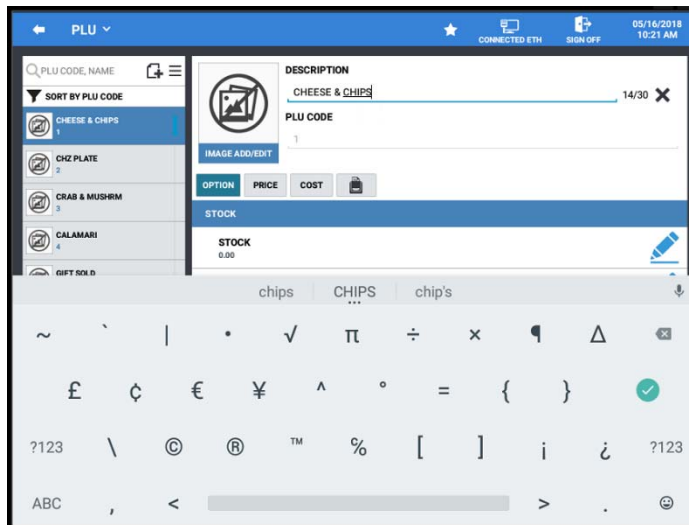 PLU
CONNECTED ETH
SIGN OFF
05/16/2018
10:21 AM
PLU CODE, NAME
SORT BY PLU CODE
CHEESE & CHIPS
1
CHZ PLATE
2
CRAB & MUSHRM
3
CALAMARI
4
GIFT SOLD
IMAGE ADD/EDIT
DESCRIPTION
CHEESE & CHIPS
14/30
PLU CODE
1
OPTION PRICE COST
STOCK
STOCK
0.00
chips CHIPS chip's
~ ` | • √ π ÷ × ¶ Δ
£ ¢ € ¥ ^ ° = { }
?123 \ © ® ™ ℅ [ ] ¡ ¿ ?123
ABC , < > .